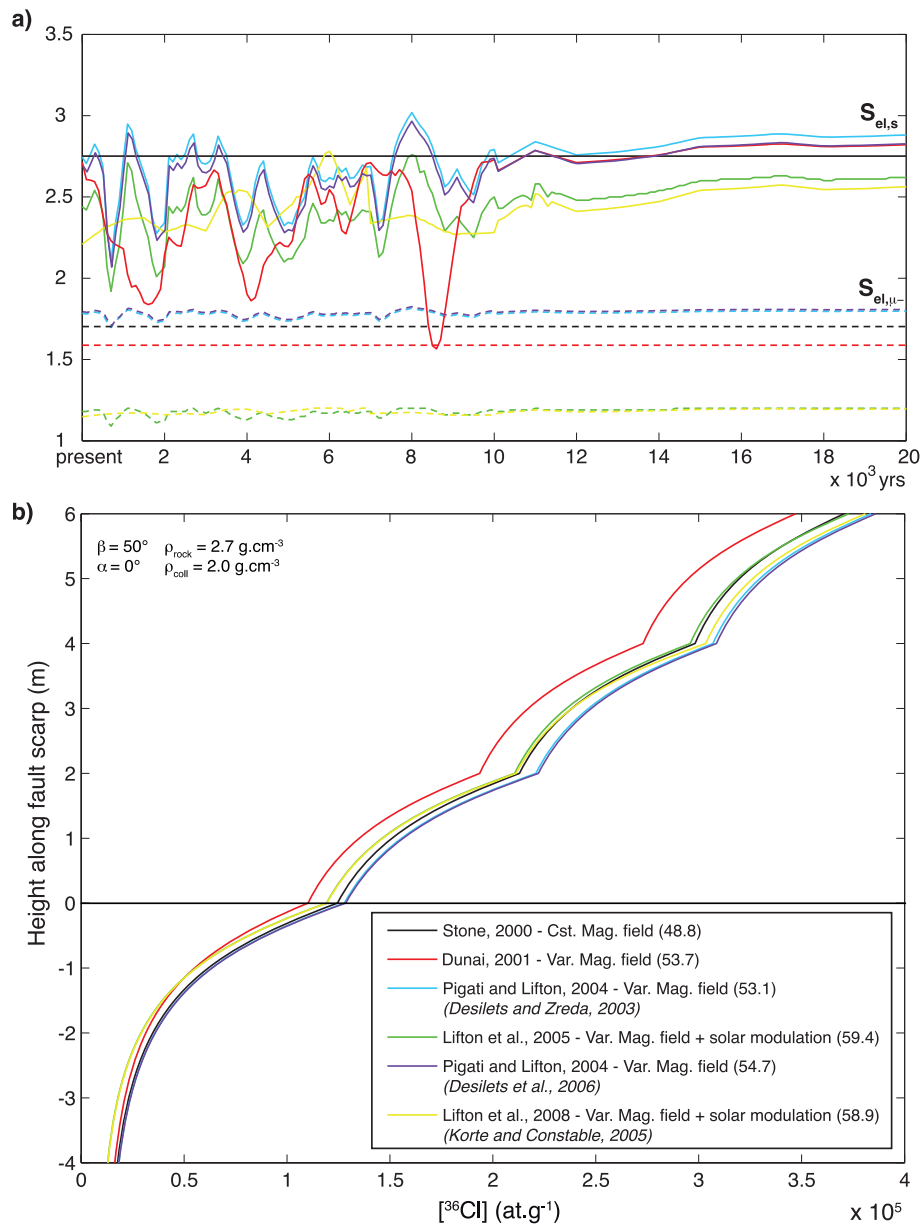 a)
3.5
3
2.5
2
1.5
1
S_el,s
S_el,μ-
present 2 4 6 8 10 12 14 16 18 20
x 10³ yrs
b)
6
5
4
3
2
1
0
-1
-2
-3
-4
Height along fault scarp (m)
β = 50° ρ_rock = 2.7 g.cm⁻³
α = 0° ρ_coll = 2.0 g.cm⁻³
Stone, 2000 - Cst. Mag. field (48.8)
Dunai, 2001 - Var. Mag. field (53.7)
Pigati and Lifton, 2004 - Var. Mag. field (53.1)
(Desilets and Zreda, 2003)
Lifton et al., 2005 - Var. Mag. field + solar modulation (59.4)
Pigati and Lifton, 2004 - Var. Mag. field (54.7)
(Desilets et al., 2006)
Lifton et al., 2008 - Var. Mag. field + solar modulation (58.9)
(Korte and Constable, 2005)
0 0.5 1 1.5 2 2.5 3 3.5 4
[³⁶Cl] (at.g⁻¹)
x 10⁵